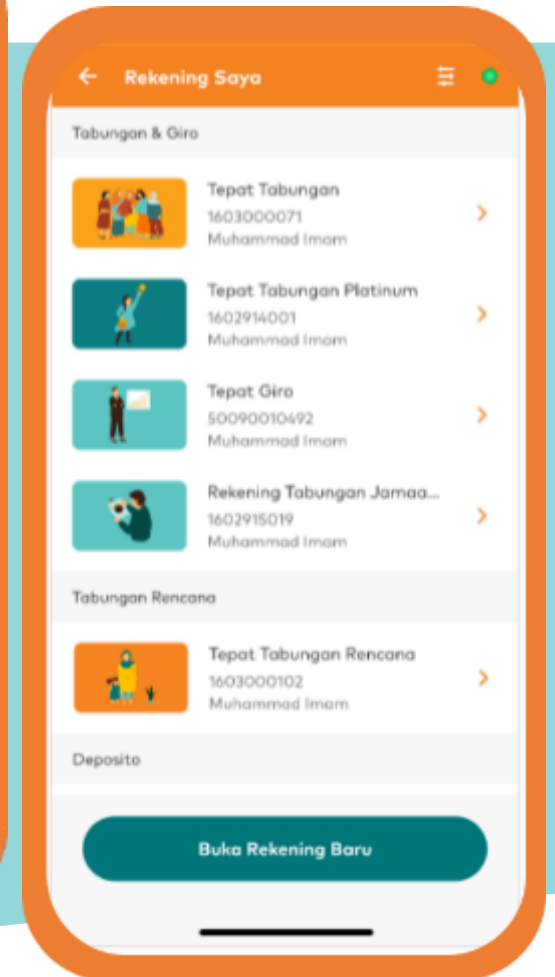 Rekening Saya
Tabungan & Giro
Tepat Tabungan
1603000071
Muhammad Imam
Tepat Tabungan Platinum
1602914001
Muhammad Imam
Tepat Giro
50090010492
Muhammad Imam
Rekening Tabungan Jamaa...
1602915019
Muhammad Imam
Tabungan Rencana
Tepat Tabungan Rencana
1603000102
Muhammad Imam
Deposito
Buka Rekening Baru